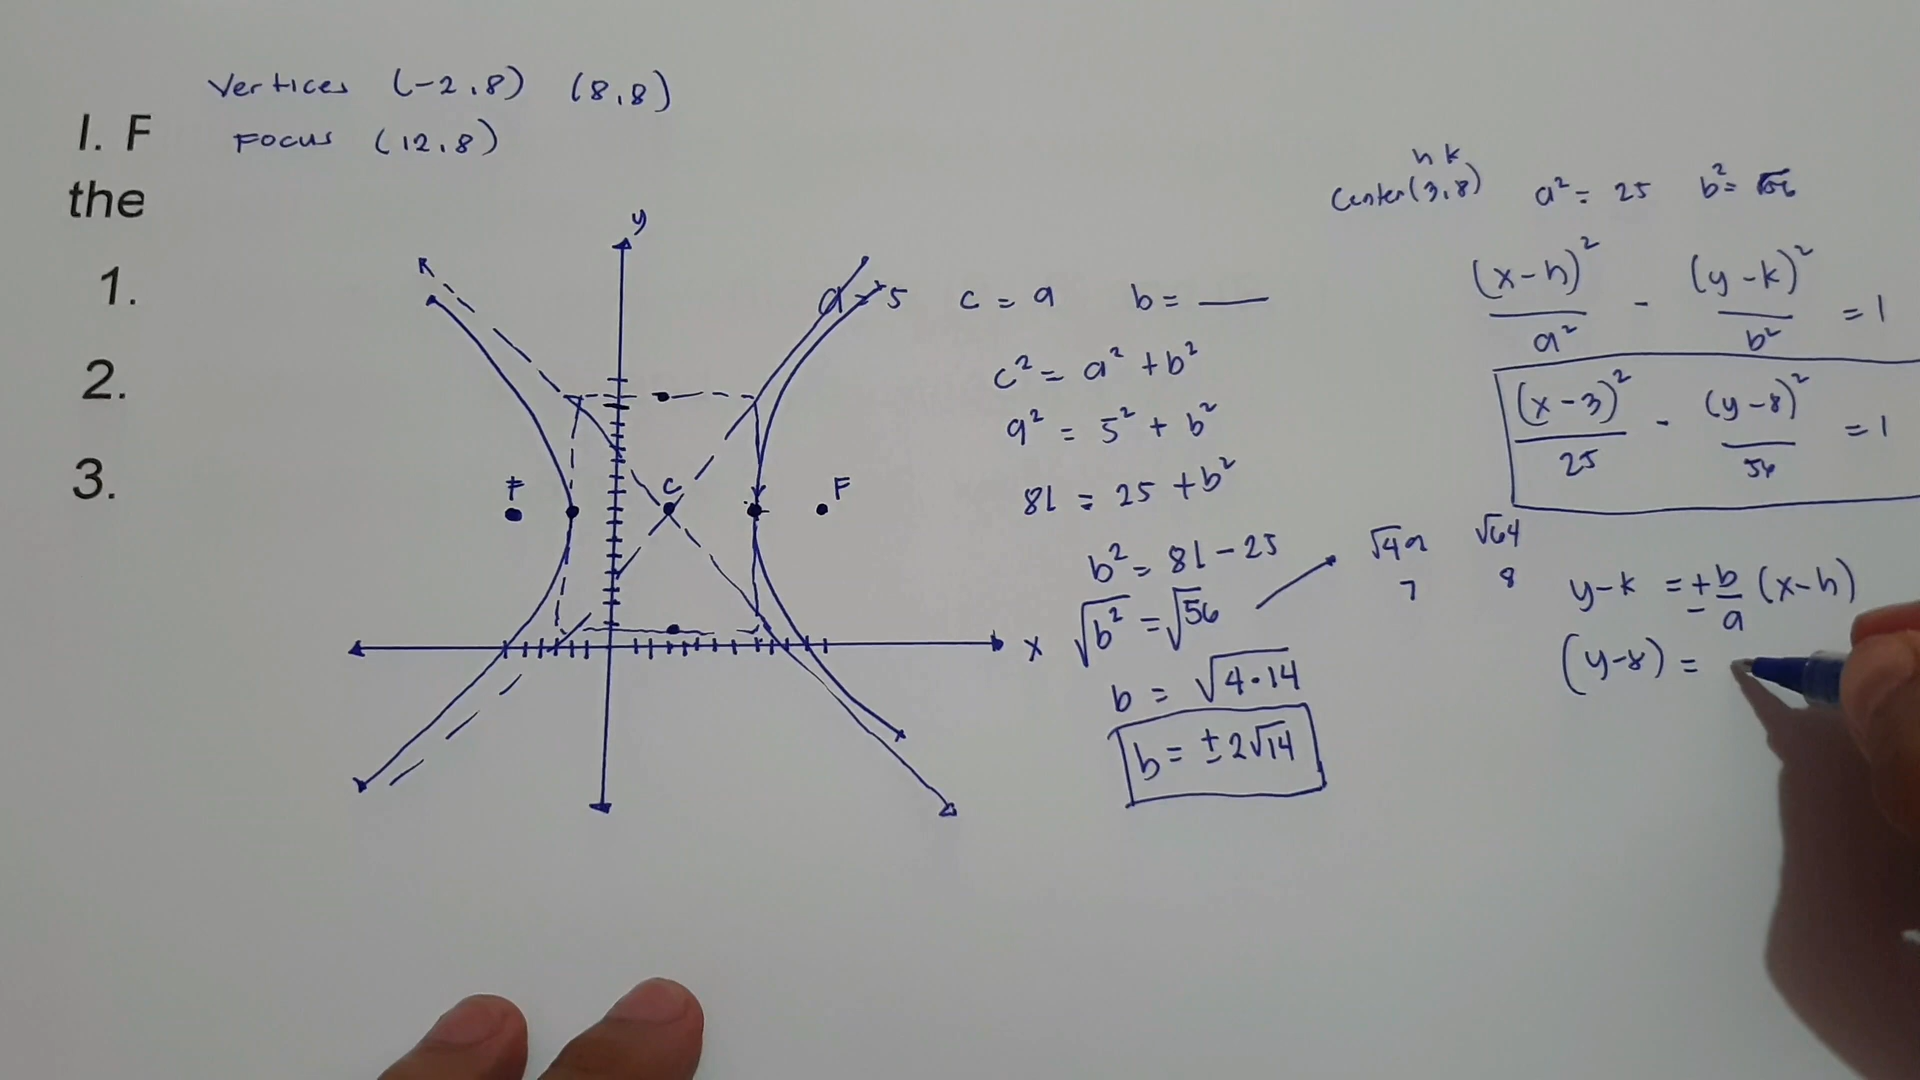 Vertices (-2,8) (8,8)
I. F
Focus (12,8)
the
1.
2.
3.
y
x
F
C
F
a = 5 c = 9 b = ___
c² = a² + b²
9² = 5² + b²
81 = 25 + b²
b² = 81 - 25
√b² = √56
√49 √64
7 8
b = √4·14
b = ±2√14
h k
Center (3,8) a² = 25 b² = 56
(x-h)²/a² - (y-k)²/b² = 1
(x-3)²/25 - (y-8)²/56 = 1
y-k = ± b/a (x-h)
(y-8) =